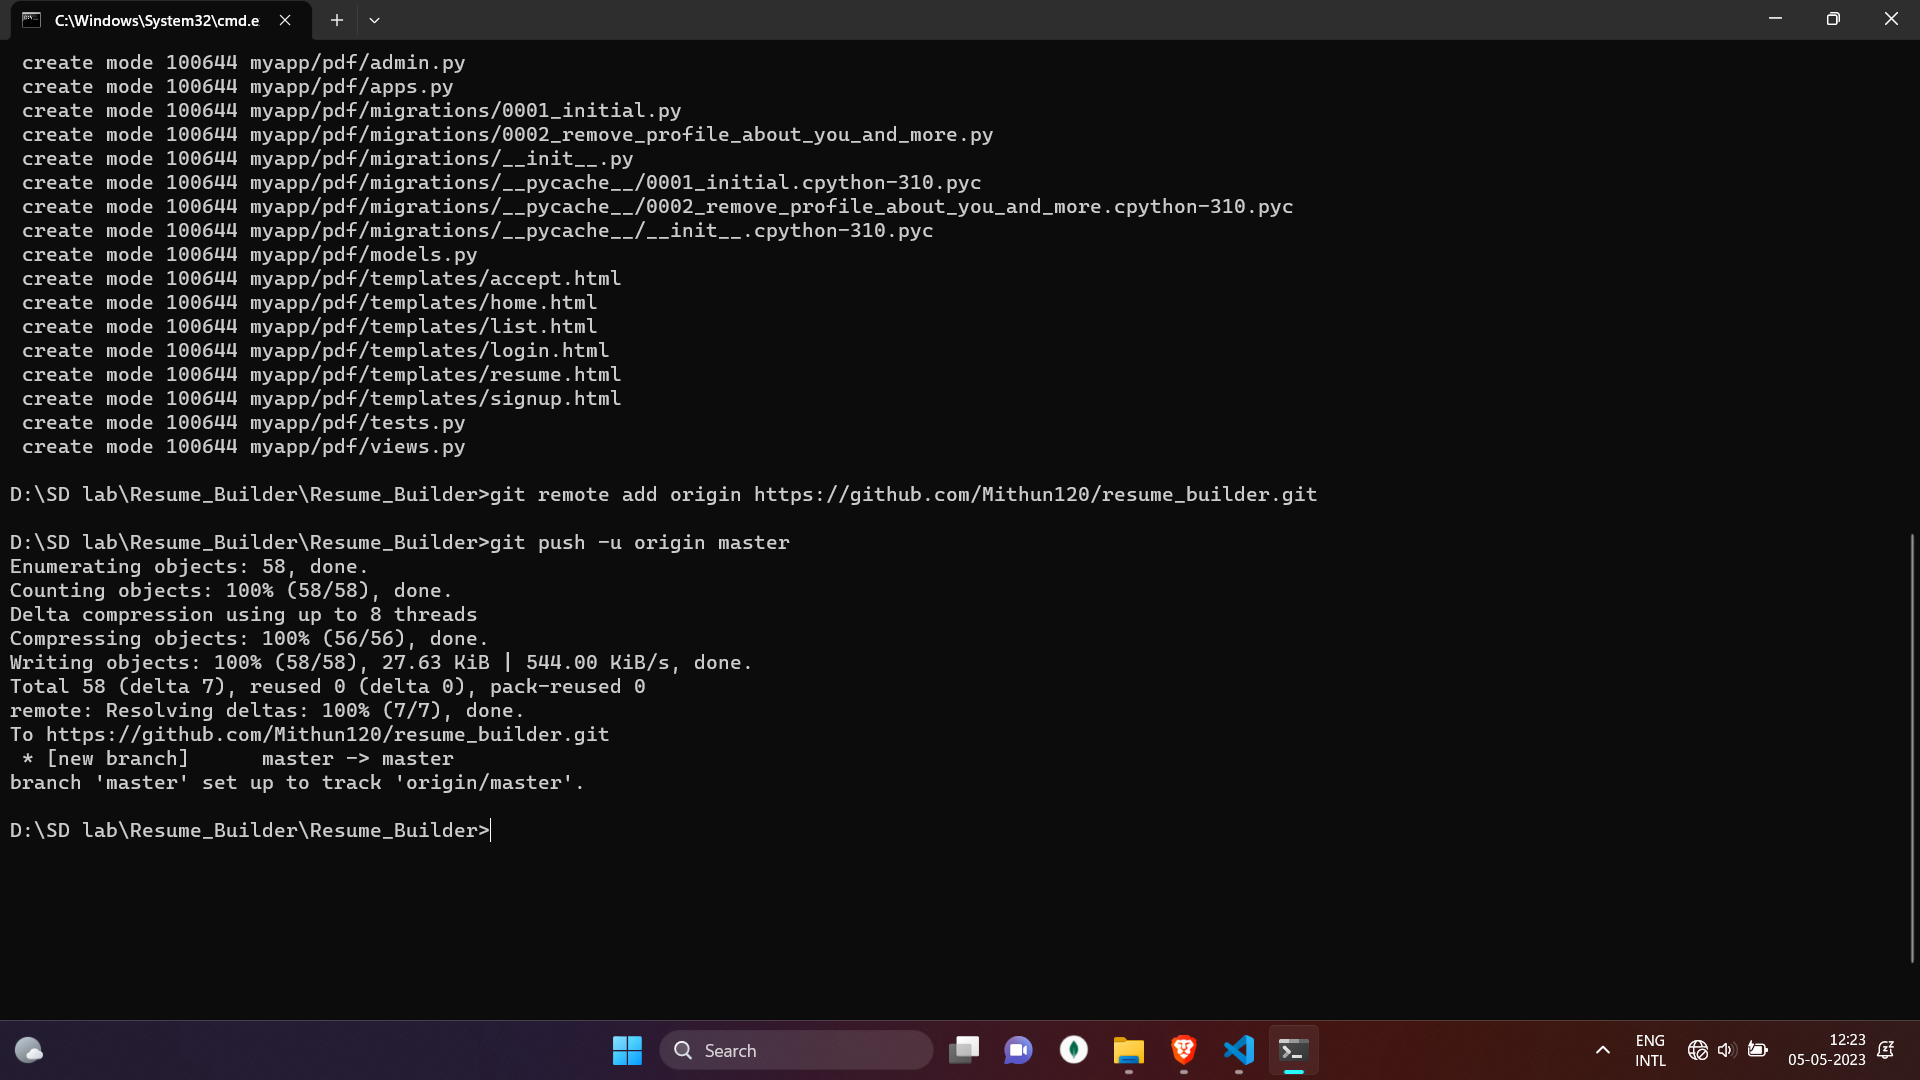 C:\Windows\System32\cmd.e
create mode 100644 myapp/pdf/admin.py
create mode 100644 myapp/pdf/apps.py
create mode 100644 myapp/pdf/migrations/0001_initial.py
create mode 100644 myapp/pdf/migrations/0002_remove_profile_about_you_and_more.py
create mode 100644 myapp/pdf/migrations/__init__.py
create mode 100644 myapp/pdf/migrations/__pycache__/0001_initial.cpython-310.pyc
create mode 100644 myapp/pdf/migrations/__pycache__/0002_remove_profile_about_you_and_more.cpython-310.pyc
create mode 100644 myapp/pdf/migrations/__pycache__/__init__.cpython-310.pyc
create mode 100644 myapp/pdf/models.py
create mode 100644 myapp/pdf/templates/accept.html
create mode 100644 myapp/pdf/templates/home.html
create mode 100644 myapp/pdf/templates/list.html
create mode 100644 myapp/pdf/templates/login.html
create mode 100644 myapp/pdf/templates/resume.html
create mode 100644 myapp/pdf/templates/signup.html
create mode 100644 myapp/pdf/tests.py
create mode 100644 myapp/pdf/views.py
D:\SD lab\Resume_Builder\Resume_Builder>git remote add origin https://github.com/Mithun120/resume_builder.git
D:\SD lab\Resume_Builder\Resume_Builder>git push -u origin master
Enumerating objects: 58, done.
Counting objects: 100% (58/58), done.
Delta compression using up to 8 threads
Compressing objects: 100% (56/56), done.
Writing objects: 100% (58/58), 27.63 KiB | 544.00 KiB/s, done.
Total 58 (delta 7), reused 0 (delta 0), pack-reused 0
remote: Resolving deltas: 100% (7/7), done.
To https://github.com/Mithun120/resume_builder.git
* [new branch]      master -> master
branch 'master' set up to track 'origin/master'.
D:\SD lab\Resume_Builder\Resume_Builder>
Search
ENG
INTL
12:23
05-05-2023